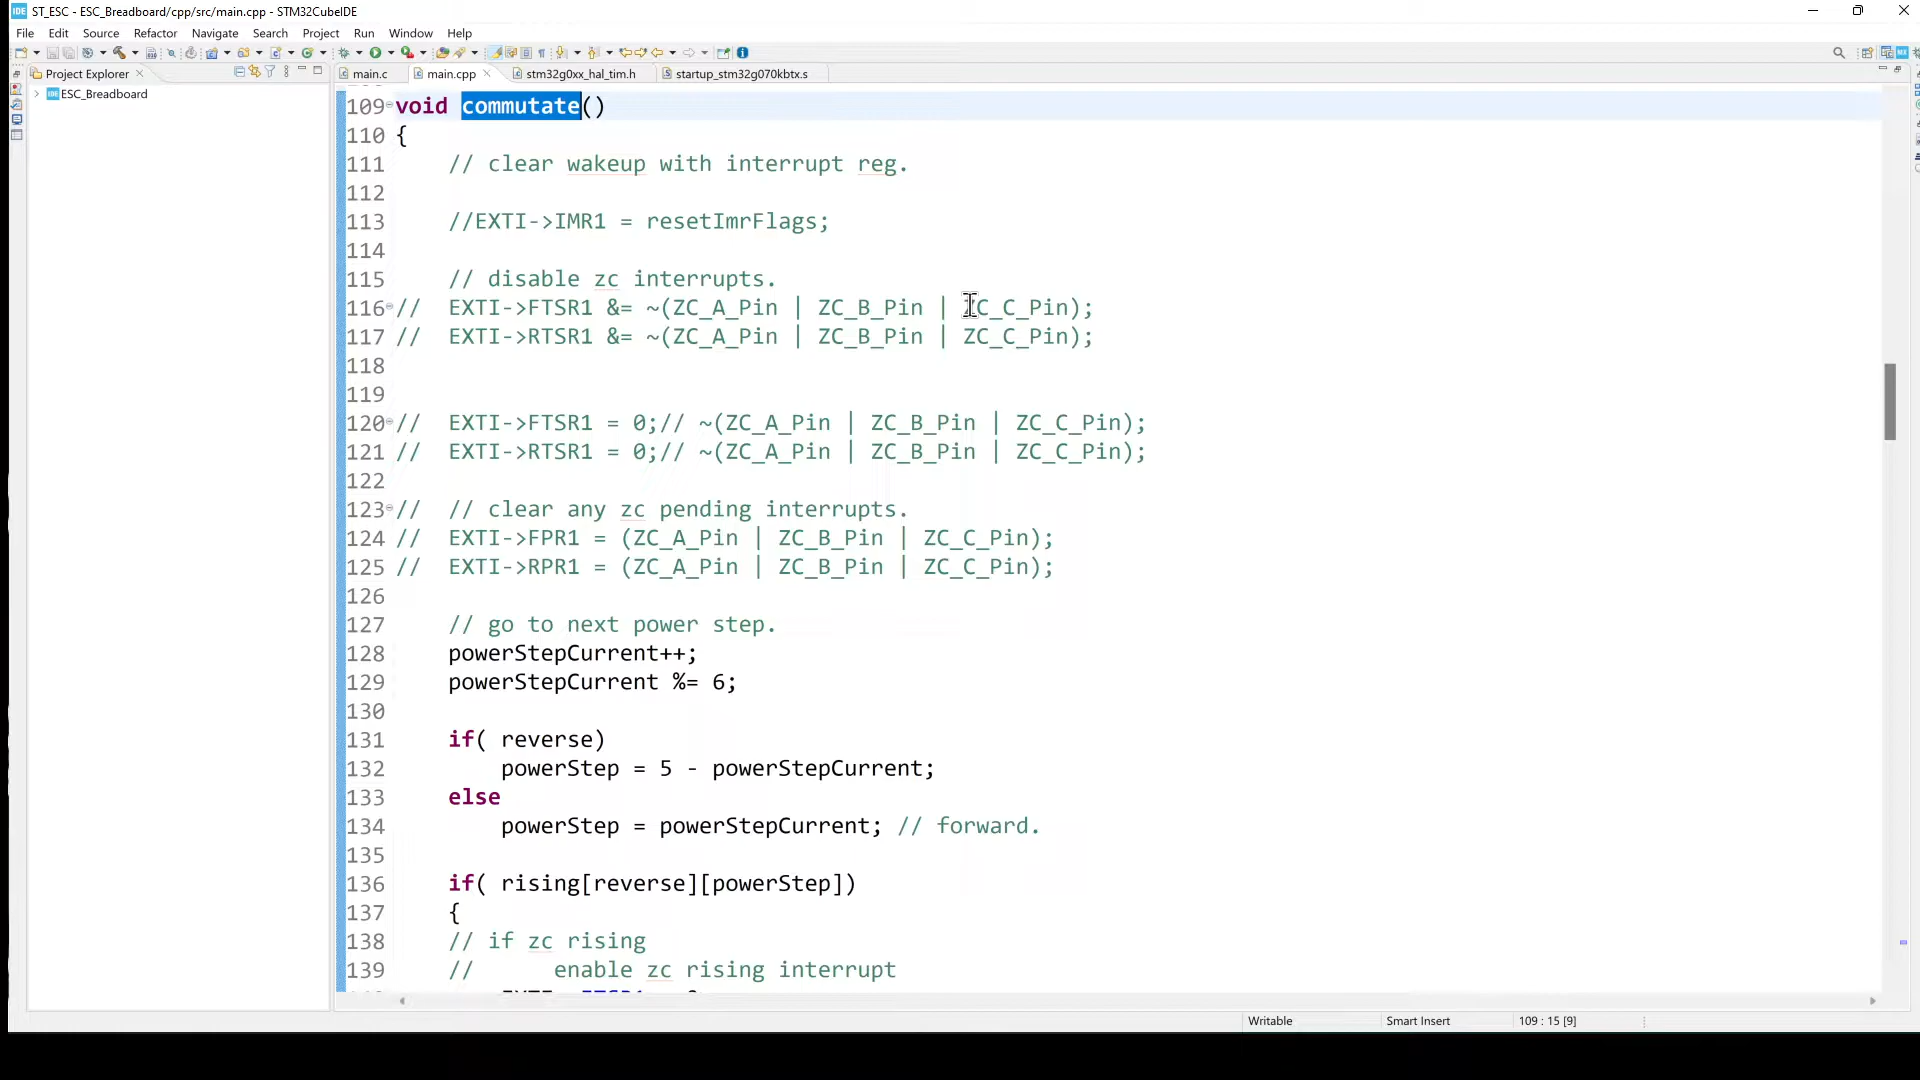 IDE ST_ESC - ESC_Breadboard/cpp/src/main.cpp - STM32CubeIDE
File Edit Source Refactor Navigate Search Project Run Window Help
Project Explorer
main.c main.cpp stm32g0xx_hal_tim.h startup_stm32g070kbtx.s
ESC_Breadboard
109 void commutate()
110 {
111 // clear wakeup with interrupt reg.
112
113 //EXTI->IMR1 = resetImrFlags;
114
115 // disable zc interrupts.
116 // EXTI->FTSR1 &= ~(ZC_A_Pin | ZC_B_Pin | ZC_C_Pin);
117 // EXTI->RTSR1 &= ~(ZC_A_Pin | ZC_B_Pin | ZC_C_Pin);
118
119
120 // EXTI->FTSR1 = 0;// ~(ZC_A_Pin | ZC_B_Pin | ZC_C_Pin);
121 // EXTI->RTSR1 = 0;// ~(ZC_A_Pin | ZC_B_Pin | ZC_C_Pin);
122
123 // // clear any zc pending interrupts.
124 // EXTI->FPR1 = (ZC_A_Pin | ZC_B_Pin | ZC_C_Pin);
125 // EXTI->RPR1 = (ZC_A_Pin | ZC_B_Pin | ZC_C_Pin);
126
127 // go to next power step.
128 powerStepCurrent++;
129 powerStepCurrent %= 6;
130
131 if( reverse)
132 powerStep = 5 - powerStepCurrent;
133 else
134 powerStep = powerStepCurrent; // forward.
135
136 if( rising[reverse][powerStep])
137 {
138 // if zc rising
139 // enable zc rising interrupt
Writable Smart Insert 109 : 15 [9]